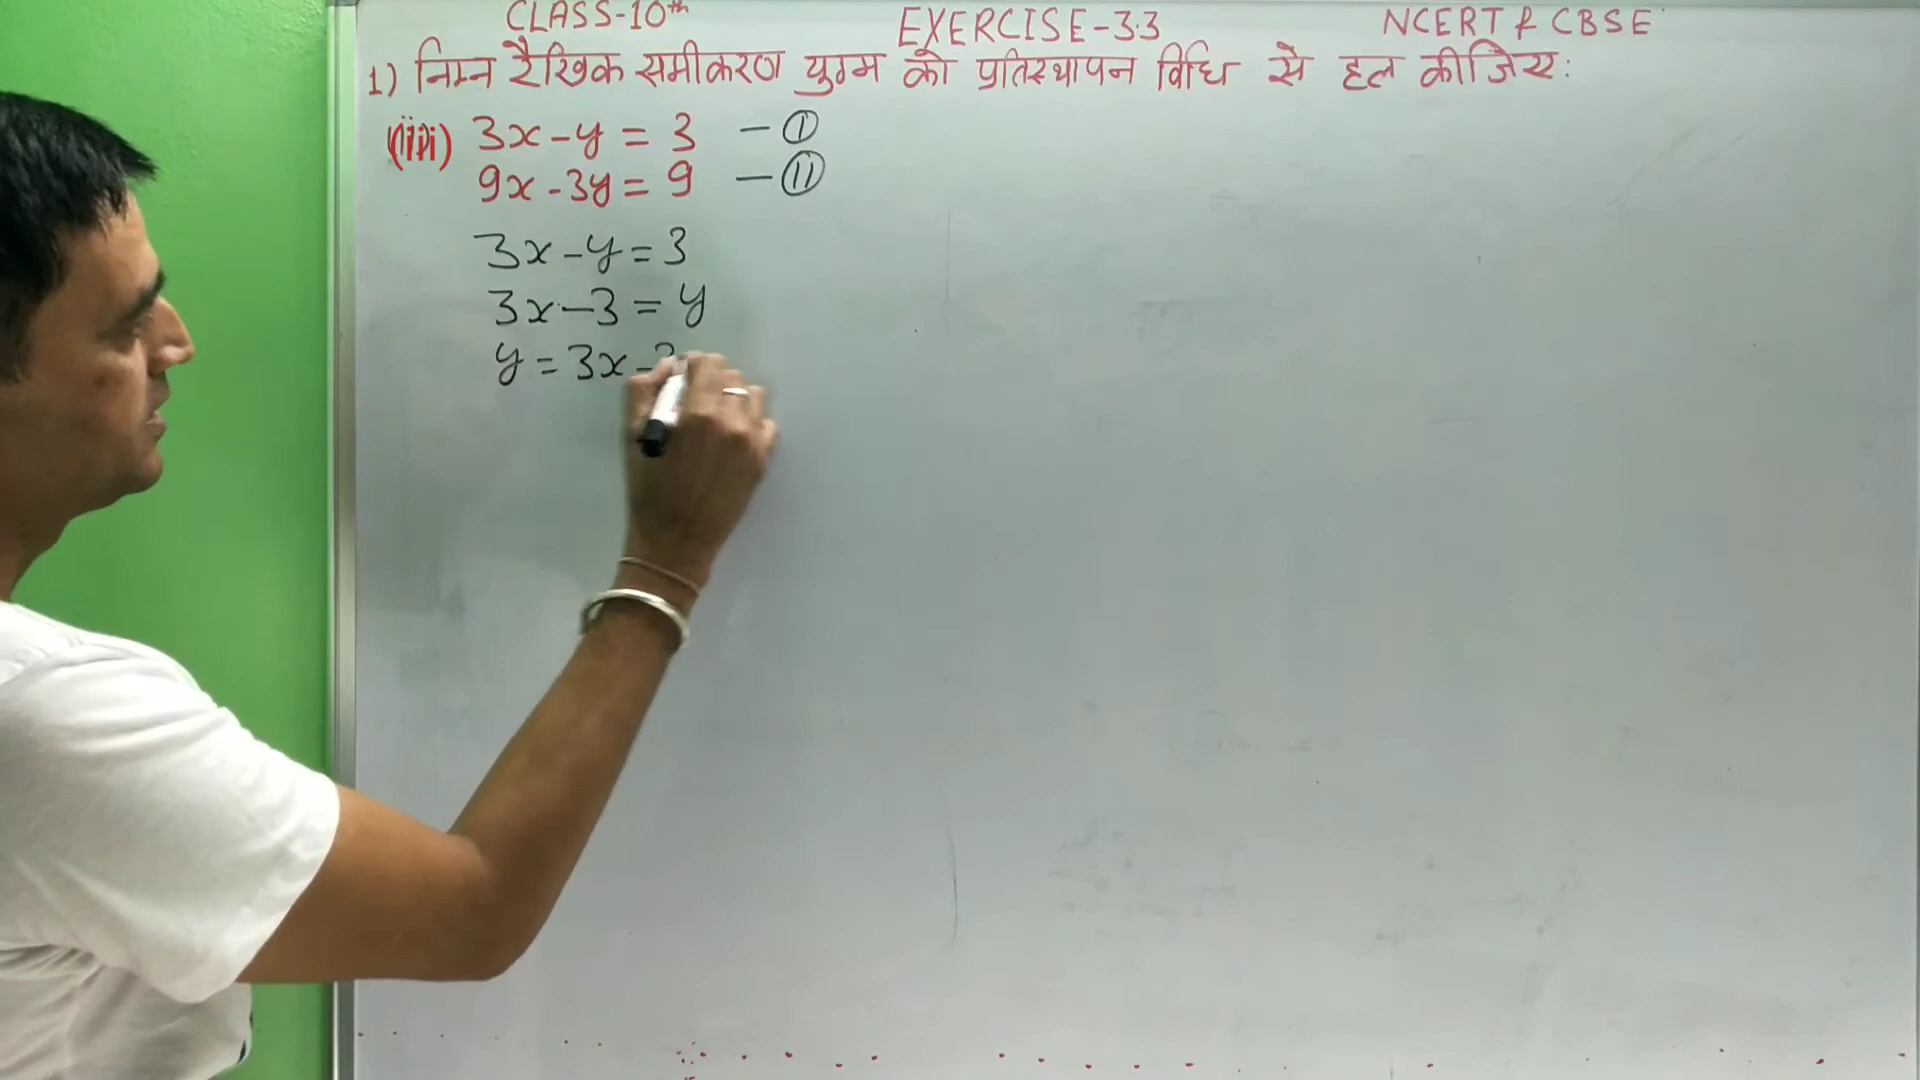 CLASS-10th EXERCISE-3.3 NCERT & CBSE
1) निम्न रैखिक समीकरण युग्म को प्रतिस्थापन विधि से हल कीजिए:
(iii) 3x-y = 3 -①
9x-3y = 9 -⑪
3x-y=3
3x-3 = y
y = 3x-3